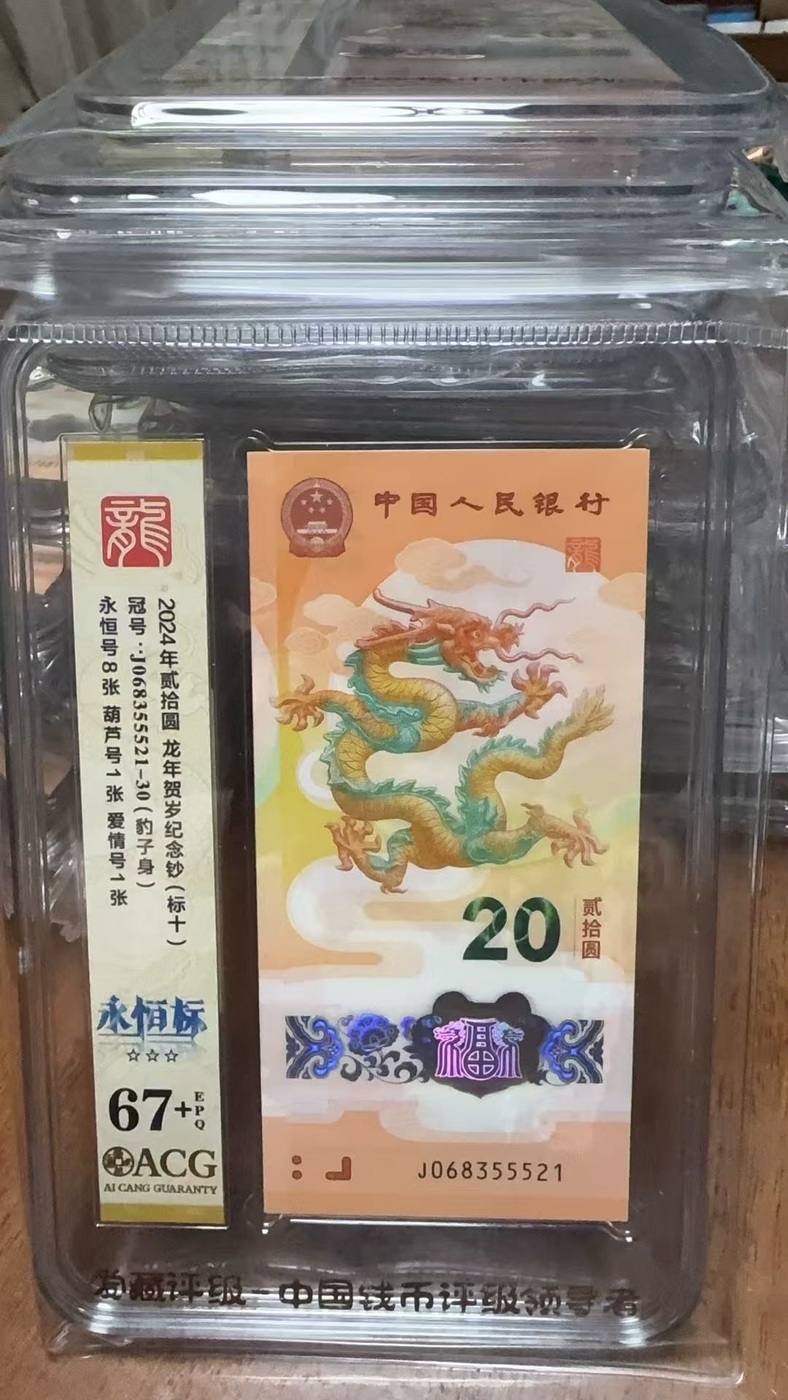 龍
2024年贰拾圆 龙年贺岁纪念钞(标十)
冠号:J068355521-30(豹子身)
永恒号8张 葫芦号1张 爱情号1张
永恒标
67+EPQ
ACG
AI CANG GUARANTY
中国人民银行
龍
20
贰拾圆
福
J068355521
爱藏评级-中国钱币评级领导者